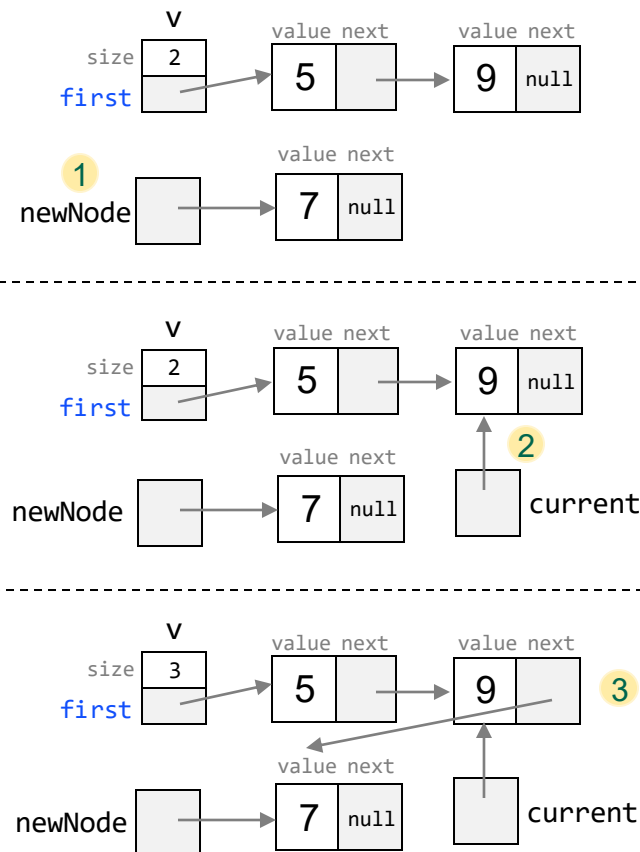 v
value next
value next
size 2
5
9 null
first
value next
1
newNode
7 null
v
value next
value next
size 2
5
9 null
first
2
value next
newNode
7 null
current
v
value next
value next
size 3
5
9
3
first
value next
newNode
7 null
current